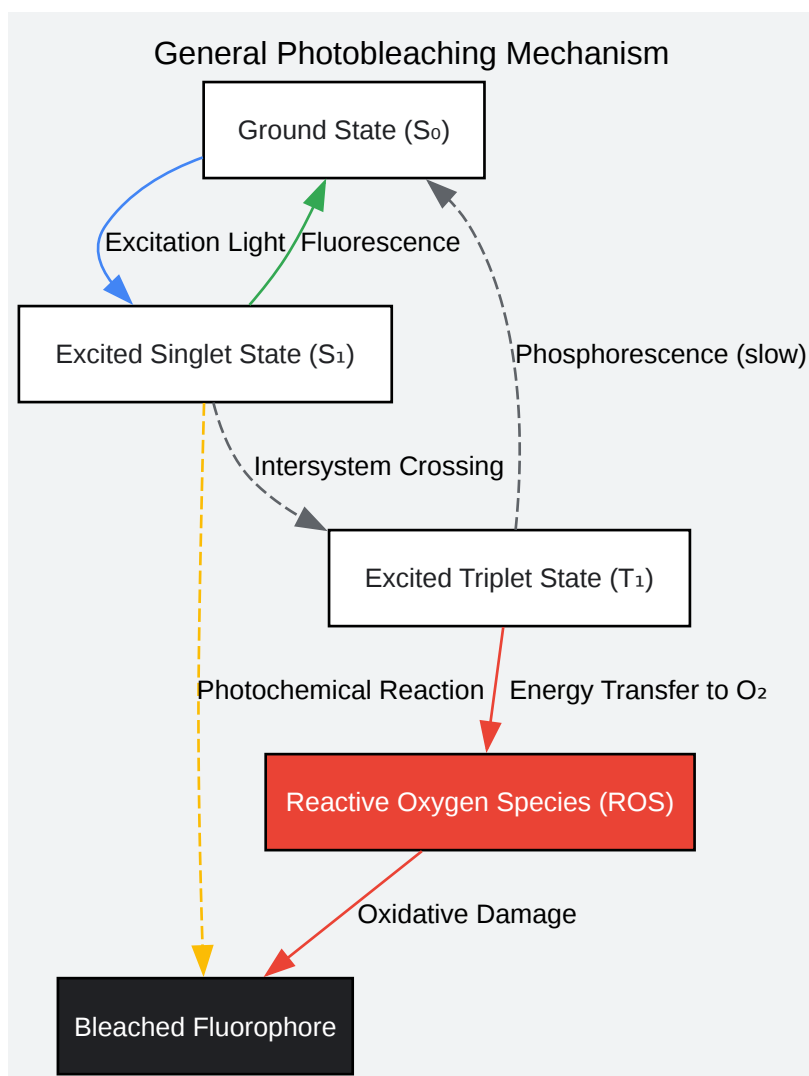 General Photobleaching Mechanism
Ground State (S₀)
Excitation Light
Fluorescence
Excited Singlet State (S₁)
Phosphorescence (slow)
Intersystem Crossing
Excited Triplet State (T₁)
Photochemical Reaction
Energy Transfer to O₂
Reactive Oxygen Species (ROS)
Oxidative Damage
Bleached Fluorophore